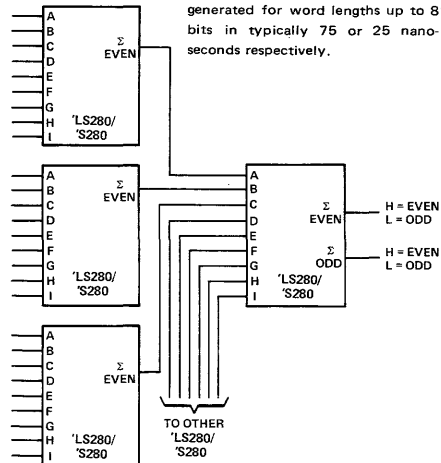 generated for word lengths up to 8
bits in typically 75 or 25 nano-
seconds respectively.
A
B
C
D
E
F
G
H
I
Σ
EVEN
'LS280/
'S280
A
B
C
D
E
F
G
H
I
Σ
EVEN
'LS280/
'S280
A
B
C
D
E
F
G
H
I
Σ
EVEN
'LS280/
'S280
TO OTHER
'LS280/
'S280
A
B
C
D
E
F
G
H
I
Σ
EVEN
Σ
ODD
'LS280/
'S280
H = EVEN
L = ODD
H = EVEN
L = ODD